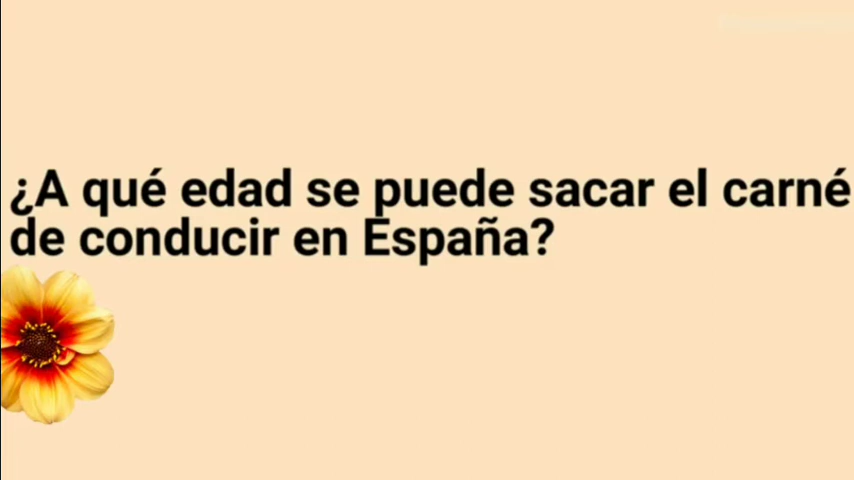 ¿A qué edad se puede sacar el carné
de conducir en España?